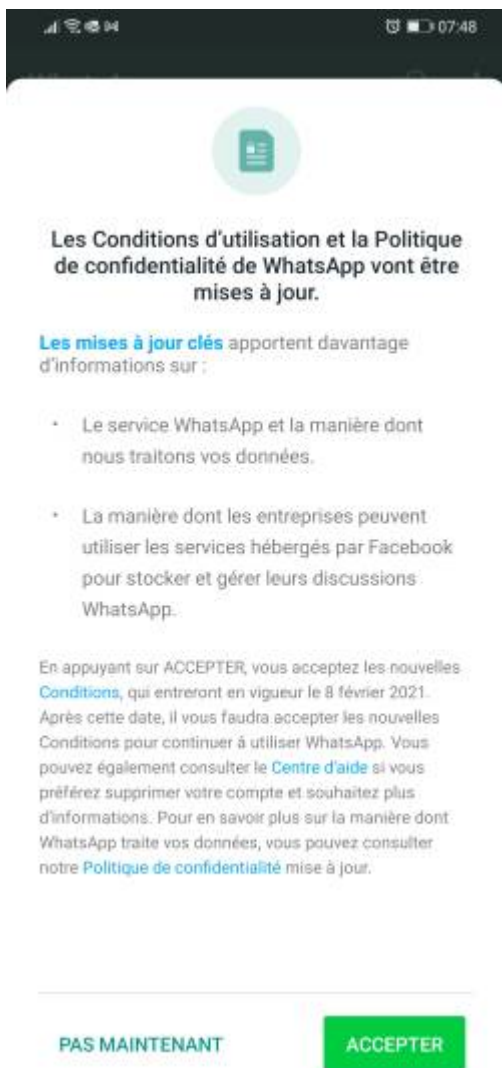 07:48
Les Conditions d'utilisation et la Politique
de confidentialité de WhatsApp vont être
mises à jour.
Les mises à jour clés apportent davantage
d'informations sur :
• Le service WhatsApp et la manière dont
nous traitons vos données.
• La manière dont les entreprises peuvent
utiliser les services hébergés par Facebook
pour stocker et gérer leurs discussions
WhatsApp.
En appuyant sur ACCEPTER, vous acceptez les nouvelles
Conditions, qui entreront en vigueur le 8 février 2021.
Après cette date, il vous faudra accepter les nouvelles
Conditions pour continuer à utiliser WhatsApp. Vous
pouvez également consulter le Centre d'aide si vous
préférez supprimer votre compte et souhaitez plus
d'informations. Pour en savoir plus sur la manière dont
WhatsApp traite vos données, vous pouvez consulter
notre Politique de confidentialité mise à jour.
PAS MAINTENANT
ACCEPTER